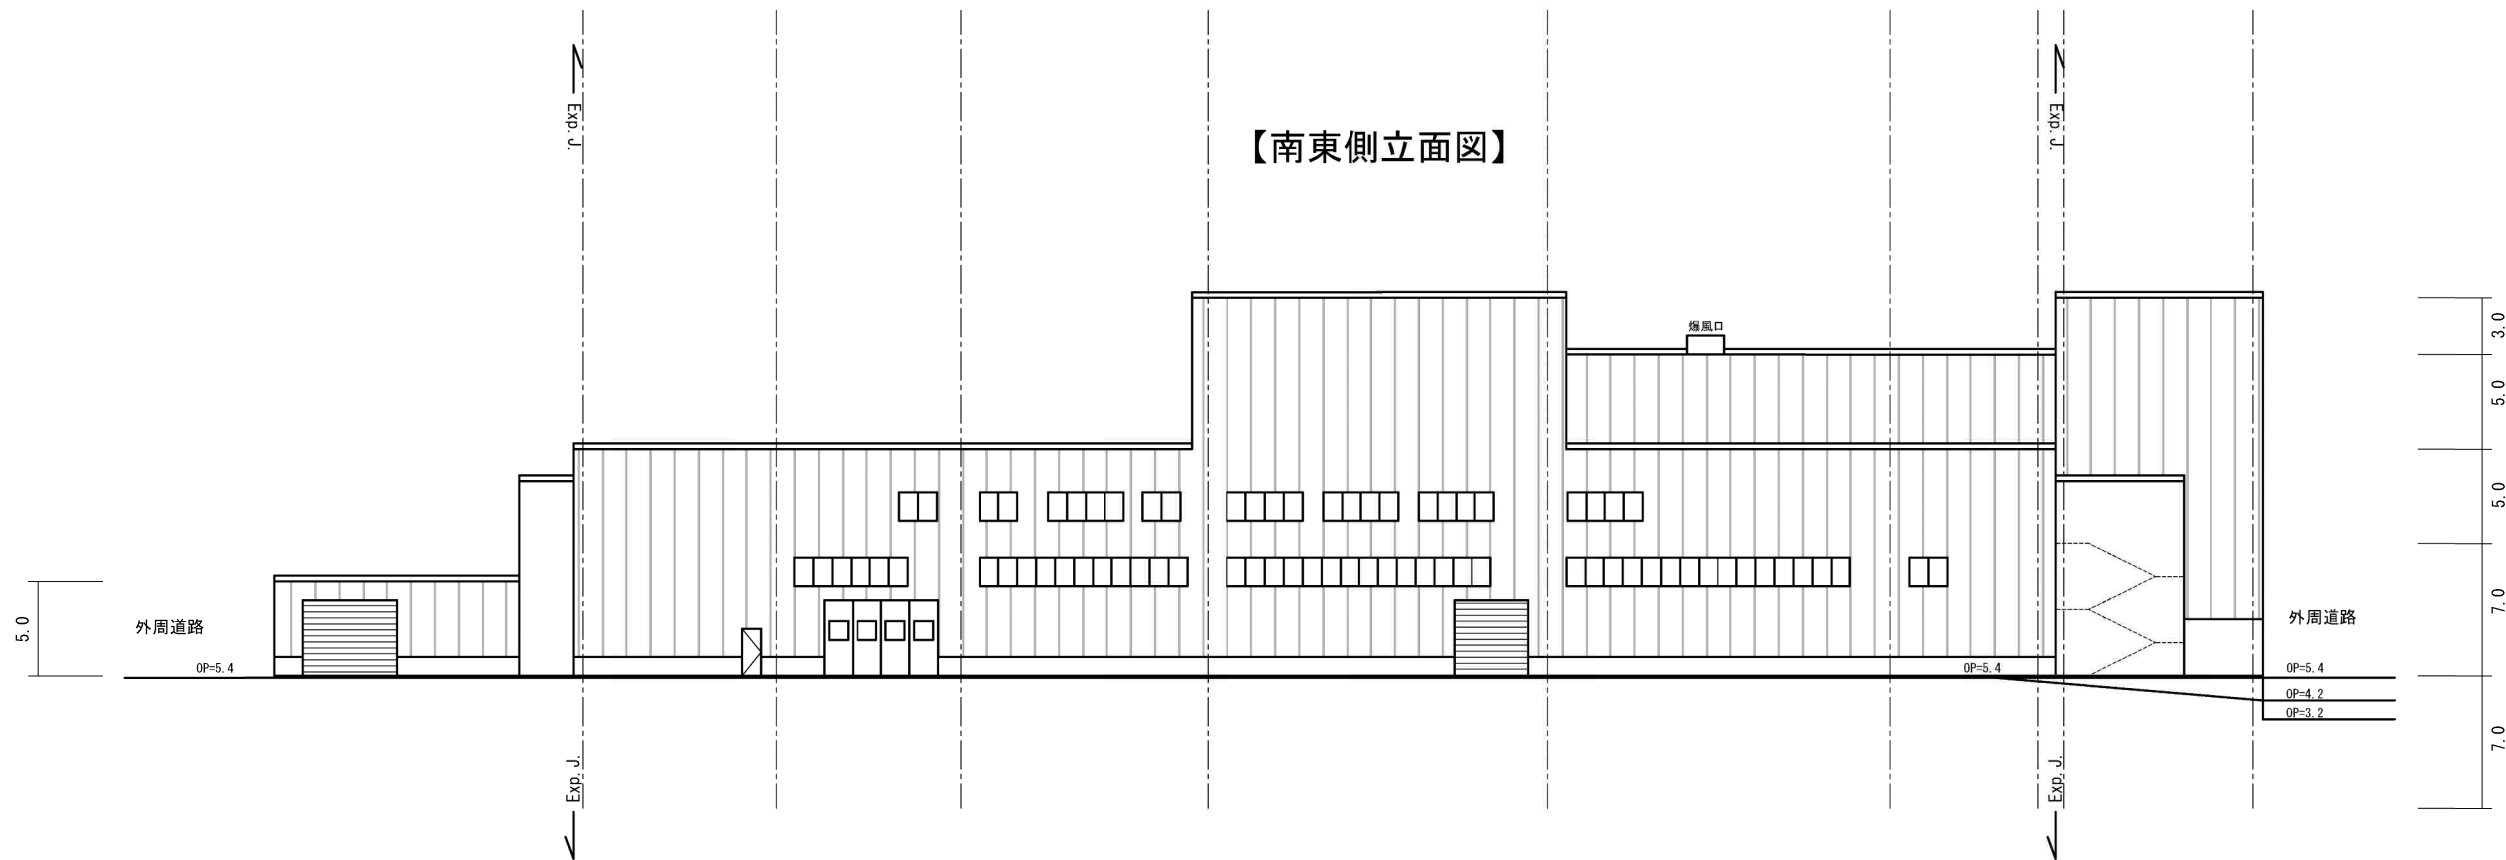 Exp. J.
Exp. J.
【南東側立面図】
爆風口
3.0
5.0
5.0
7.0
7.0
5.0
外周道路
OP=5.4
外周道路
OP=5.4
OP=5.4
OP=4.2
OP=3.2
Exp. J.
Exp. J.